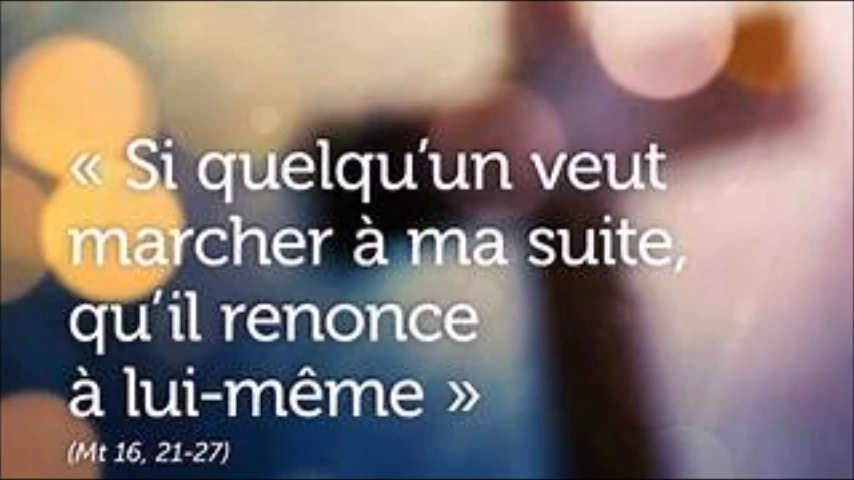 « Si quelqu’un veut
marcher à ma suite,
qu’il renonce
à lui-même »
(Mt 16, 21-27)